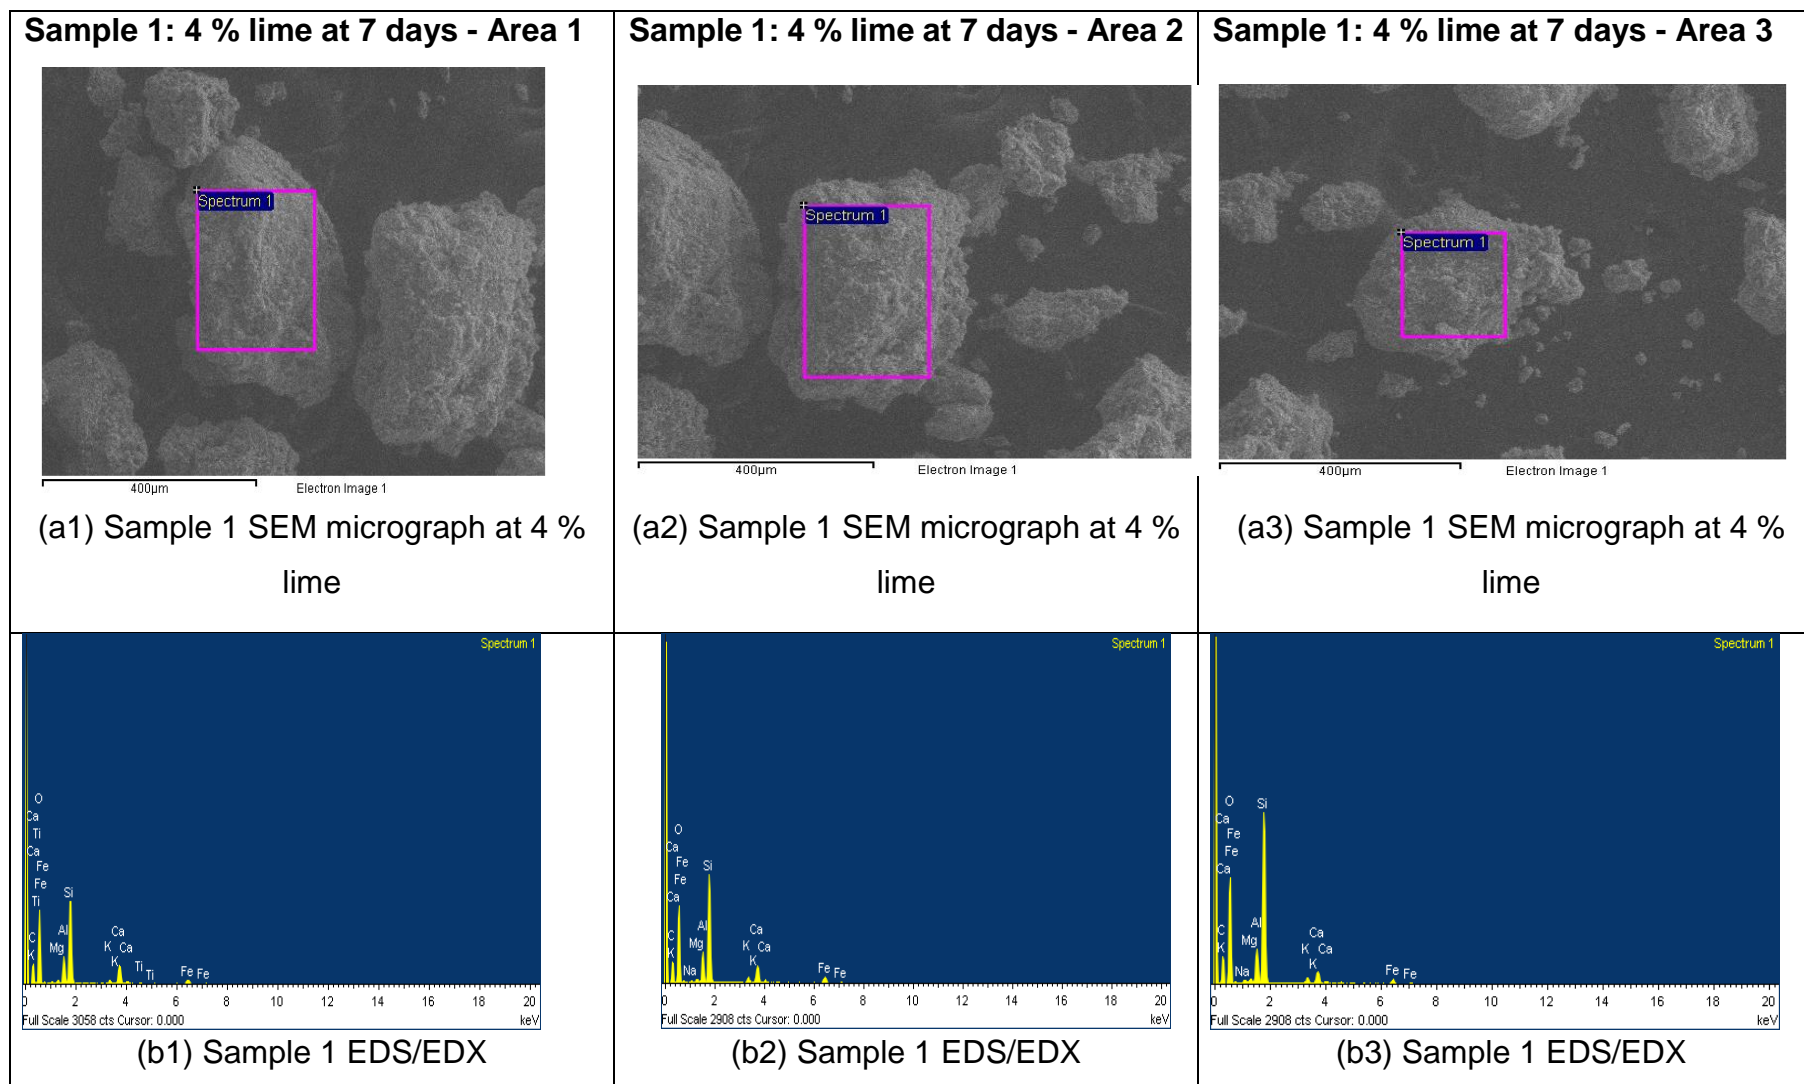 Sample 1: 4 % lime at 7 days - Area 1
Sample 1: 4 % lime at 7 days - Area 2
Sample 1: 4 % lime at 7 days - Area 3
Spectrum 1
400µm
Electron Image 1
Spectrum 1
400µm
Electron Image 1
Spectrum 1
400µm
Electron Image 1
(a1) Sample 1 SEM micrograph at 4 %
lime
(a2) Sample 1 SEM micrograph at 4 %
lime
(a3) Sample 1 SEM micrograph at 4 %
lime
Spectrum 1
O
Ca
Ti
Ca
Fe
Fe
Ti
Si
C
K
Mg
Al
K
Ca
Ca
K
Ti
Ti
Fe
Fe
0 2 4 6 8 10 12 14 16 18 20
Full Scale 3058 cts Cursor: 0.000
keV
(b1) Sample 1 EDS/EDX
Spectrum 1
O
Ca
Fe
Fe
Ca
Si
C
K
Na
Mg
Al
K
Ca
Ca
K
Fe
Fe
0 2 4 6 8 10 12 14 16 18 20
Full Scale 2908 cts Cursor: 0.000
keV
(b2) Sample 1 EDS/EDX
Spectrum 1
O
Ca
Fe
Fe
Ca
Si
C
K
Na
Mg
Al
K
Ca
Ca
K
Fe
Fe
0 2 4 6 8 10 12 14 16 18 20
Full Scale 2908 cts Cursor: 0.000
keV
(b3) Sample 1 EDS/EDX